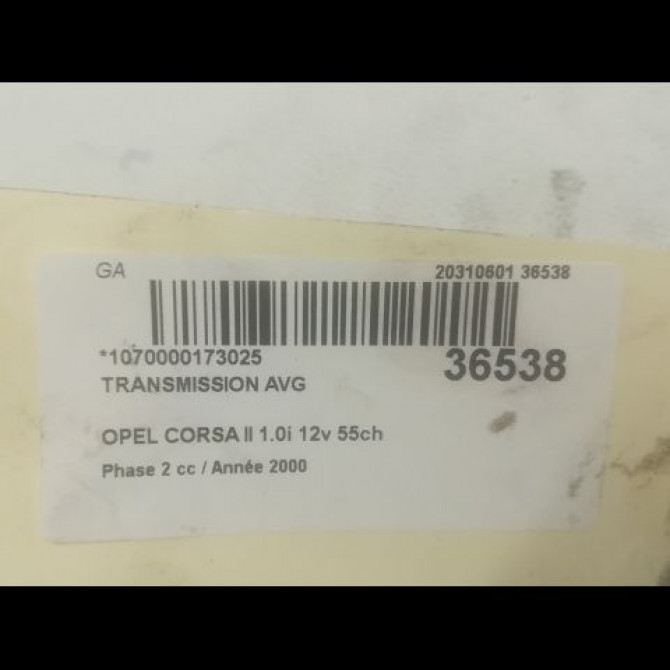 GA 20310601 36538
*1070000173025 36538
TRANSMISSION AVG
OPEL CORSA II 1.0i 12v 55ch
Phase 2 cc / Année 2000